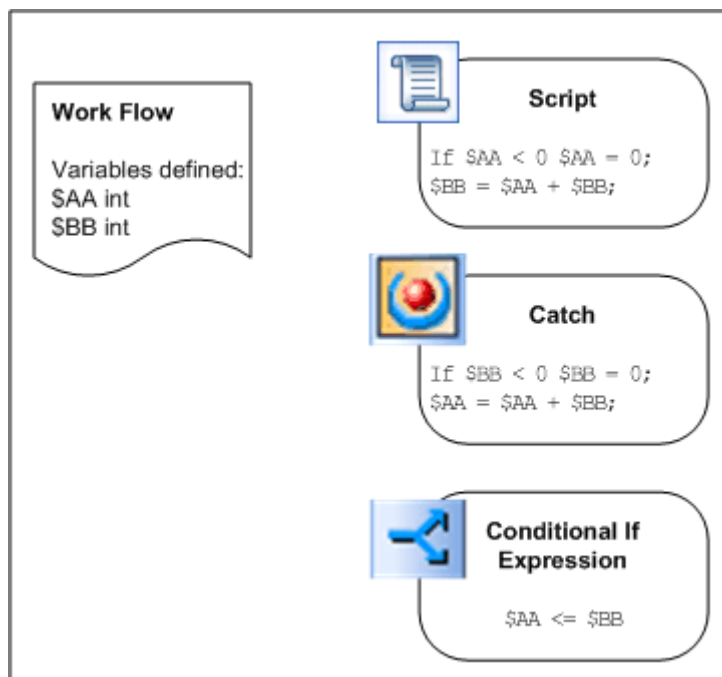 Work Flow
Variables defined:
$AA int
$BB int
Script
If $AA < 0 $AA = 0;
$BB = $AA + $BB;
Catch
If $BB < 0 $BB = 0;
$AA = $AA + $BB;
Conditional If
Expression
$AA <= $BB